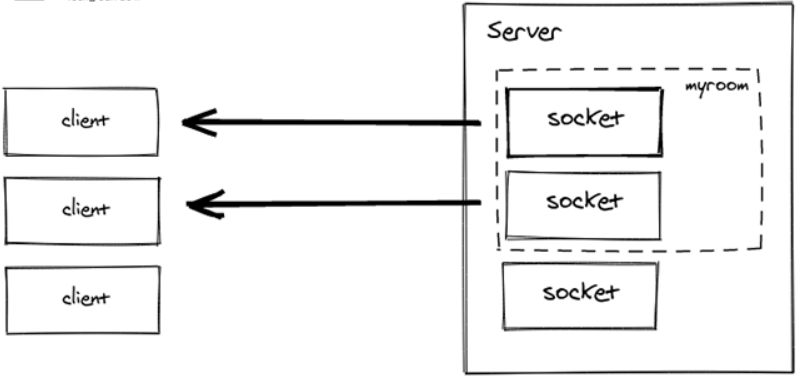 Server
myroom
client
socket
client
socket
client
socket